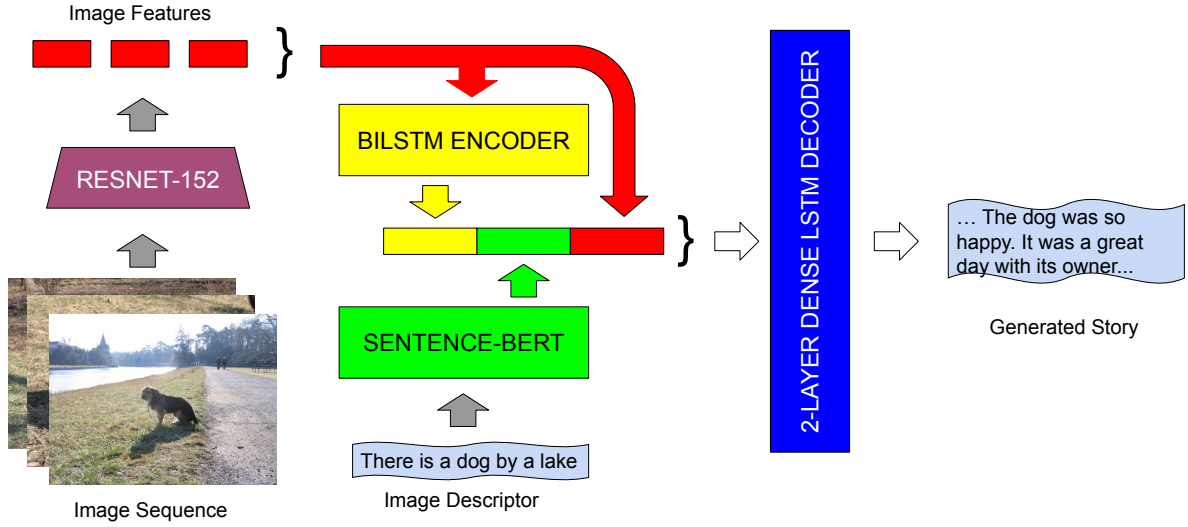 Image Features
RESNET-152
Image Sequence
BILSTM ENCODER
SENTENCE-BERT
There is a dog by a lake
Image Descriptor
2-LAYER DENSE LSTM DECODER
... The dog was so
happy. It was a great
day with its owner...
Generated Story